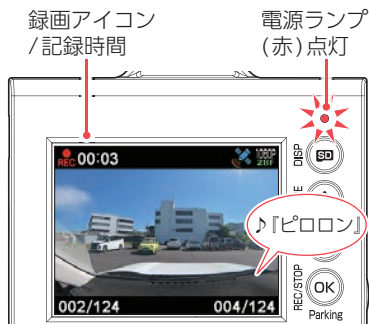 録画アイコン
/記録時間
電源ランプ
(赤)点灯
REC 00:03
1080P
DISP
SD
♪『ピロロン』
REC/STOP
OK
Parking
002/124
004/124